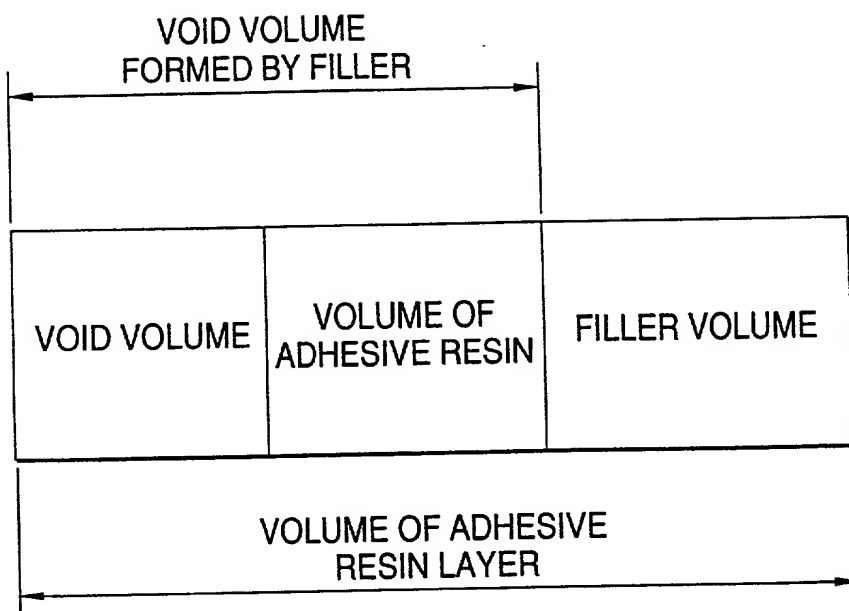 VOID VOLUME
FORMED BY FILLER
VOID VOLUME
VOLUME OF
ADHESIVE RESIN
FILLER VOLUME
VOLUME OF ADHESIVE
RESIN LAYER